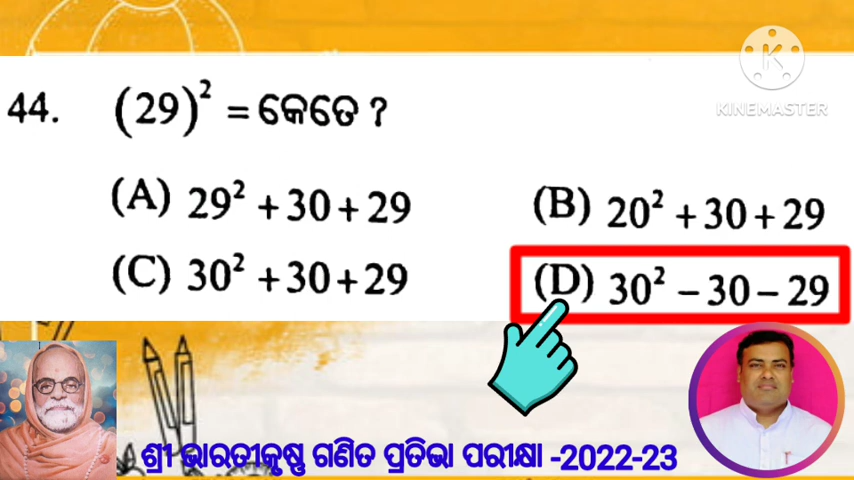 KINEMASTER
44. (29)² = କେତେ ?
(A) 29² + 30 + 29 (B) 20² + 30 + 29
(C) 30² + 30 + 29 (D) 30² − 30 − 29
ଶ୍ରୀ ଭାରତୀକୃଷ୍ଣ ଗଣିତ ପ୍ରତିଭା ପରୀକ୍ଷା -2022-23